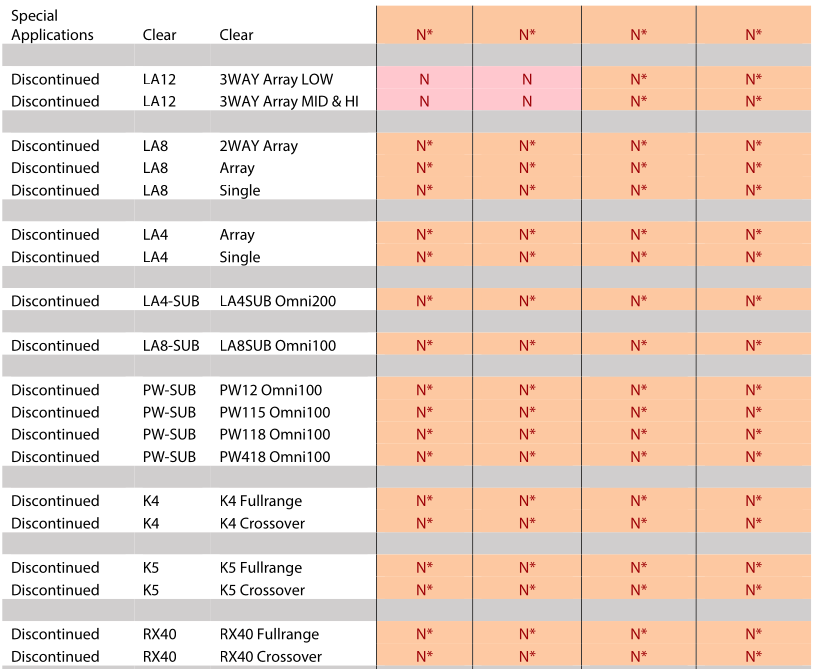 Special
Applications Clear Clear N* N* N* N*
Discontinued LA12 3WAY Array LOW N N N* N*
Discontinued LA12 3WAY Array MID & HI N N N* N*
Discontinued LA8 2WAY Array N* N* N* N*
Discontinued LA8 Array N* N* N* N*
Discontinued LA8 Single N* N* N* N*
Discontinued LA4 Array N* N* N* N*
Discontinued LA4 Single N* N* N* N*
Discontinued LA4-SUB LA4SUB Omni200 N* N* N* N*
Discontinued LA8-SUB LA8SUB Omni100 N* N* N* N*
Discontinued PW-SUB PW12 Omni100 N* N* N* N*
Discontinued PW-SUB PW115 Omni100 N* N* N* N*
Discontinued PW-SUB PW118 Omni100 N* N* N* N*
Discontinued PW-SUB PW418 Omni100 N* N* N* N*
Discontinued K4 K4 Fullrange N* N* N* N*
Discontinued K4 K4 Crossover N* N* N* N*
Discontinued K5 K5 Fullrange N* N* N* N*
Discontinued K5 K5 Crossover N* N* N* N*
Discontinued RX40 RX40 Fullrange N* N* N* N*
Discontinued RX40 RX40 Crossover N* N* N* N*